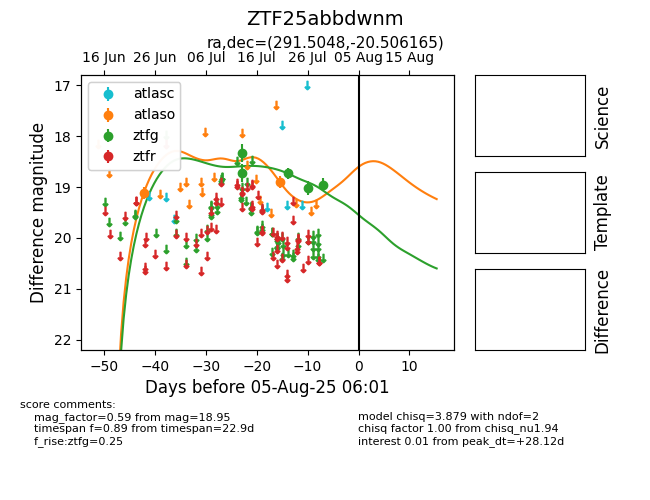 ZTF25abbdwnm
ra,dec=(291.5048,-20.506165)
16 Jun 26 Jun 06 Jul 16 Jul 26 Jul 05 Aug 15 Aug
atlasc
atlaso
ztfg
ztfr
17
18
19
20
21
22
Difference magnitude
−50 −40 −30 −20 −10 0 10
Days before 05-Aug-25 06:01
Science
Template
Difference
score comments:
mag_factor=0.59 from mag=18.95
timespan f=0.89 from timespan=22.9d
f_rise:ztfg=0.25
model chisq=3.879 with ndof=2
chisq factor 1.00 from chisq_nu1.94
interest 0.01 from peak_dt=+28.12d